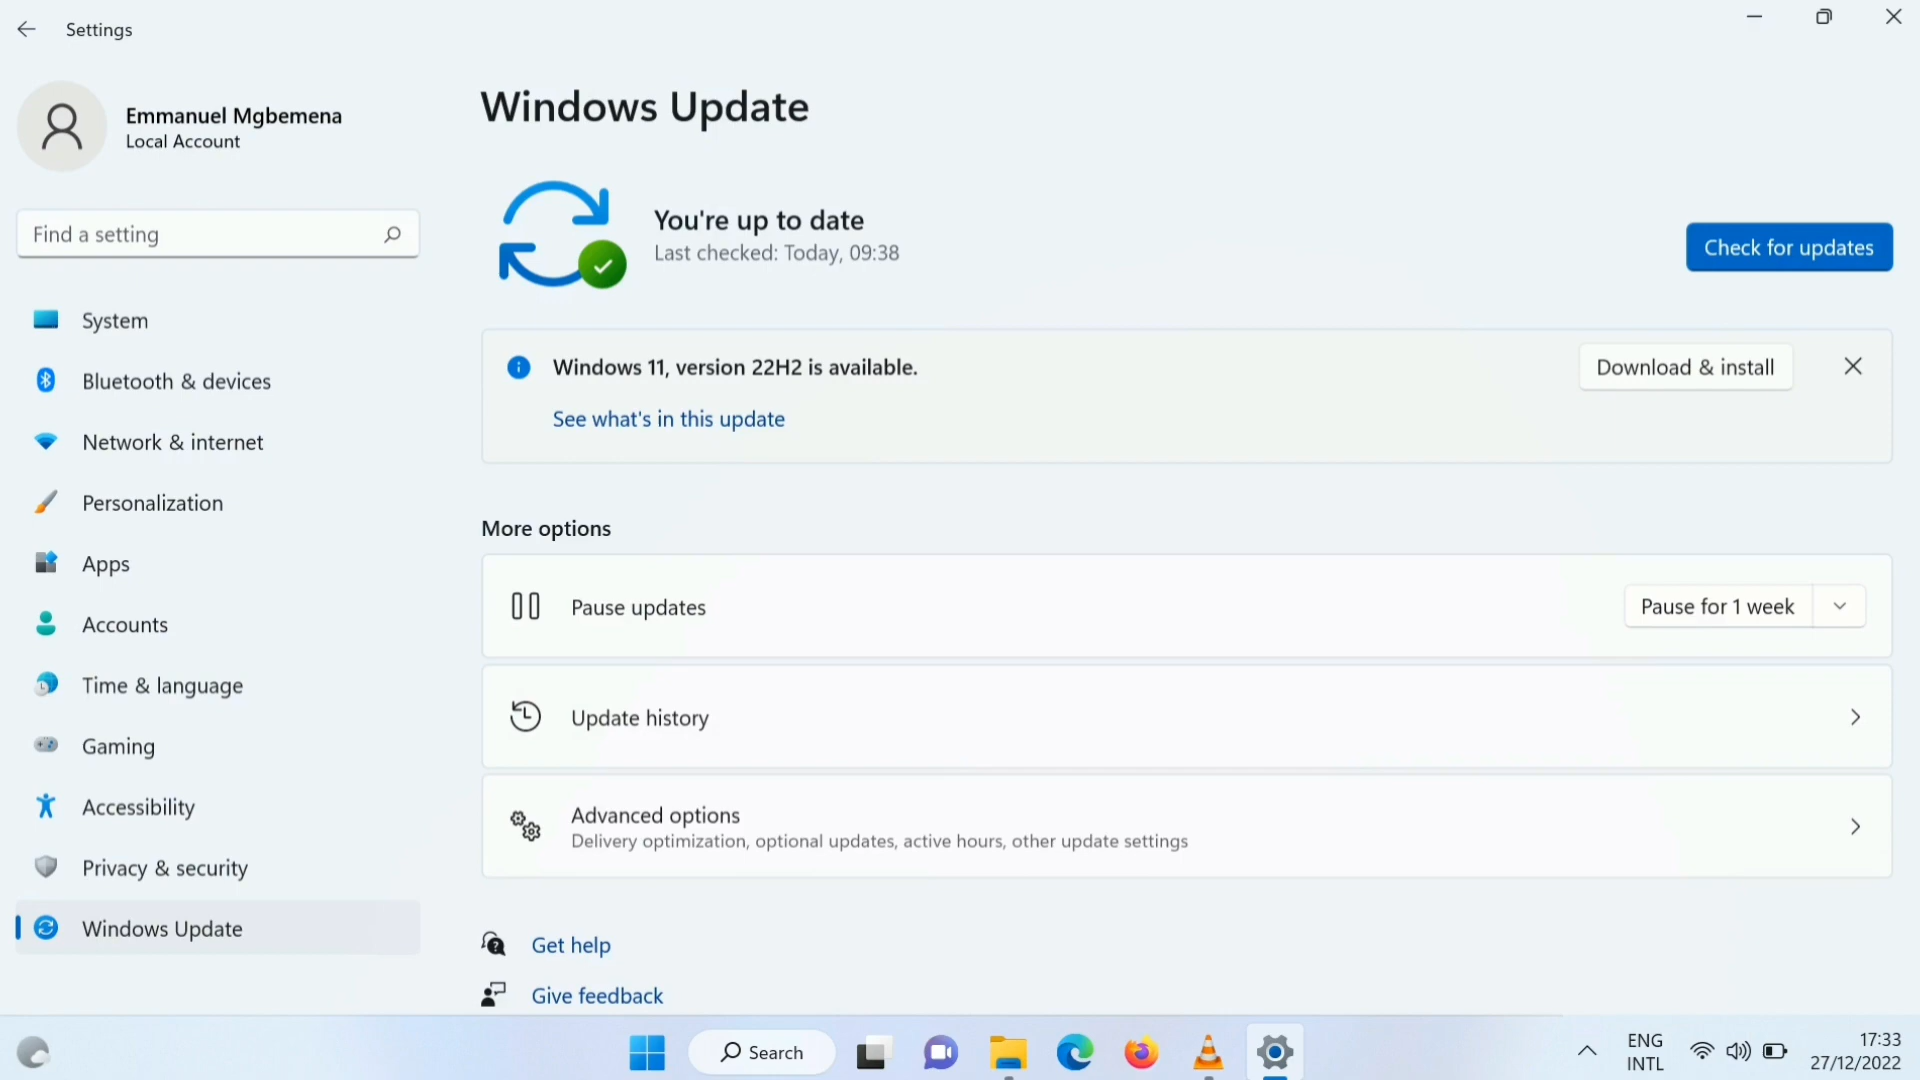 Settings
Emmanuel Mgbemena
Local Account
Find a setting
System
Bluetooth & devices
Network & internet
Personalization
Apps
Accounts
Time & language
Gaming
Accessibility
Privacy & security
Windows Update
Windows Update
You're up to date
Last checked: Today, 09:38
Check for updates
Windows 11, version 22H2 is available.
Download & install
See what's in this update
More options
Pause updates
Pause for 1 week
Update history
Advanced options
Delivery optimization, optional updates, active hours, other update settings
Get help
Give feedback
Search
ENG
INTL
17:33
27/12/2022